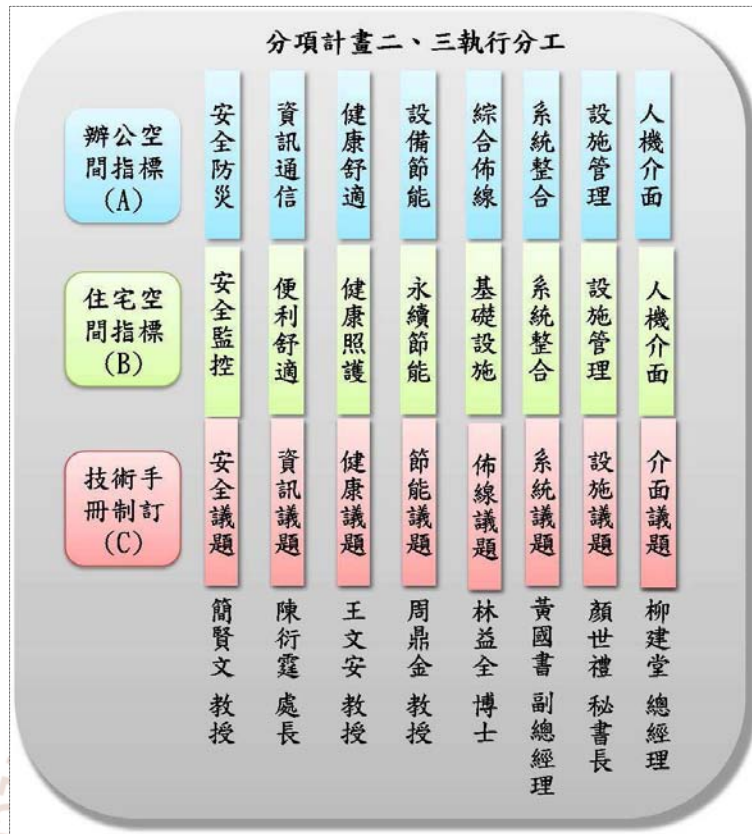 分項計畫二、三執行分工
辦公空
間指標
(A)
安全防災
資訊通信
健康舒適
設備節能
綜合佈線
系統整合
設施管理
人機介面
住宅空
間指標
(B)
安全監控
便利舒適
健康照護
永續節能
基礎設施
系統整合
設施管理
人機介面
技術手
冊制訂
(C)
安全議題
資訊議題
健康議題
節能議題
佈線議題
系統議題
設施議題
介面議題
簡賢文 教授
陳衍霆 處長
王文安 教授
周鼎金 教授
林益全 博士
黃國書 副總經理
顏世禮 秘書長
柳建堂 總經理